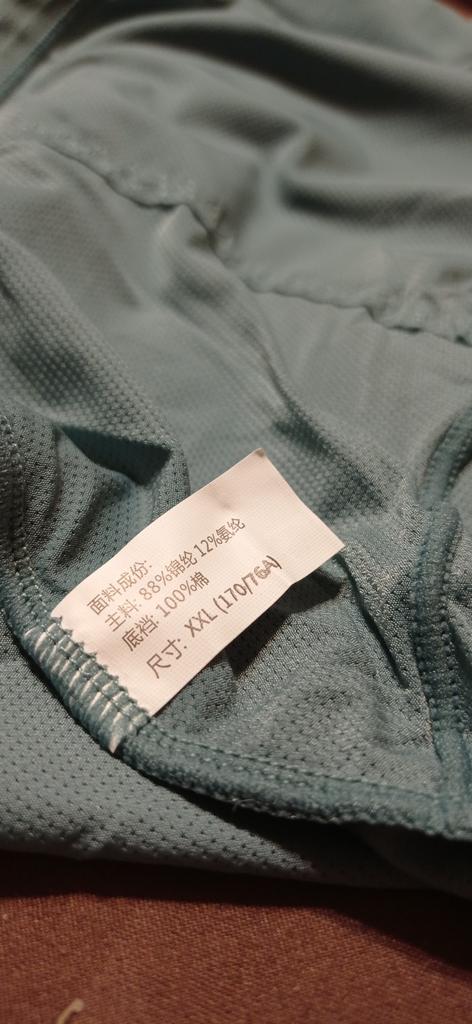 面料成份:
主料: 88%锦纶 12%氨纶
底裆: 100%棉
尺寸: XXL (170/76A)